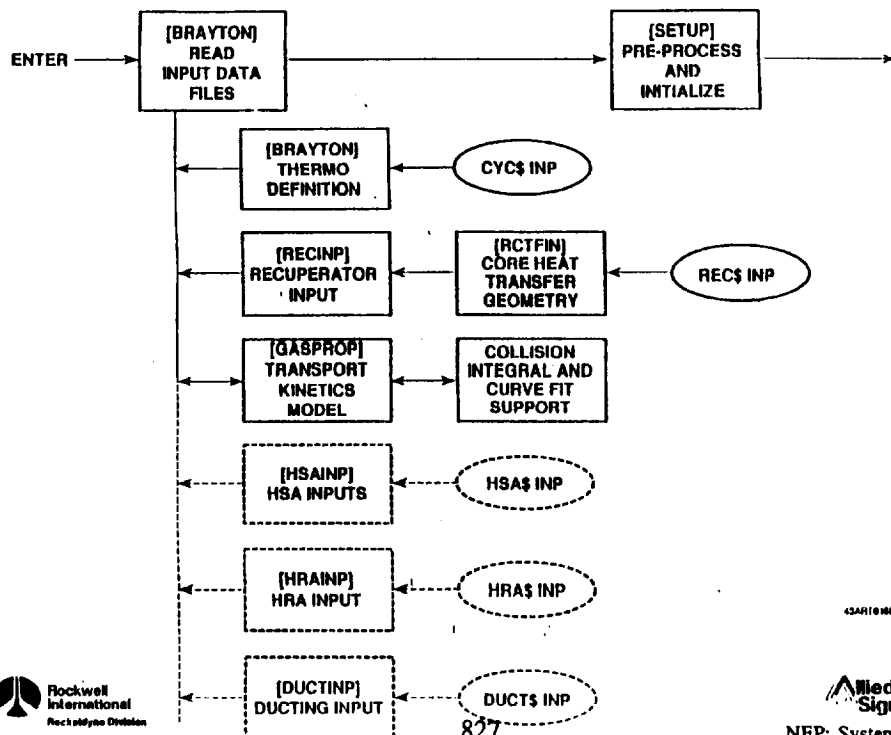 [BRAYTON]
READ
INPUT DATA
FILES
ENTER
[SETUP]
PRE-PROCESS
AND
INITIALIZE
[BRAYTON]
THERMO
DEFINITION
CYC$ INP
[RECINP]
RECUPERATOR
INPUT
[RCTFIN]
CORE HEAT
TRANSFER
GEOMETRY
REC$ INP
[GASPROP]
TRANSPORT
KINETICS
MODEL
COLLISION
INTEGRAL AND
CURVE FIT
SUPPORT
[HSAINP]
HSA INPUTS
HSA$ INP
[HRAINP]
HRA INPUT
HRA$ INP
[DUCTINP]
DUCTING INPUT
DUCT$ INP
Rockwell
International
Rocketdyne Division
827
Allied
Sig
NEP: System